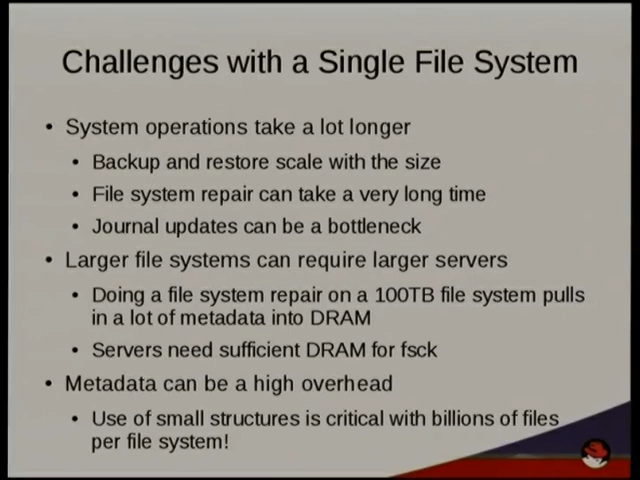 Challenges with a Single File System
• System operations take a lot longer
• Backup and restore scale with the size
• File system repair can take a very long time
• Journal updates can be a bottleneck
• Larger file systems can require larger servers
• Doing a file system repair on a 100TB file system pulls
in a lot of metadata into DRAM
• Servers need sufficient DRAM for fsck
• Metadata can be a high overhead
• Use of small structures is critical with billions of files
per file system!